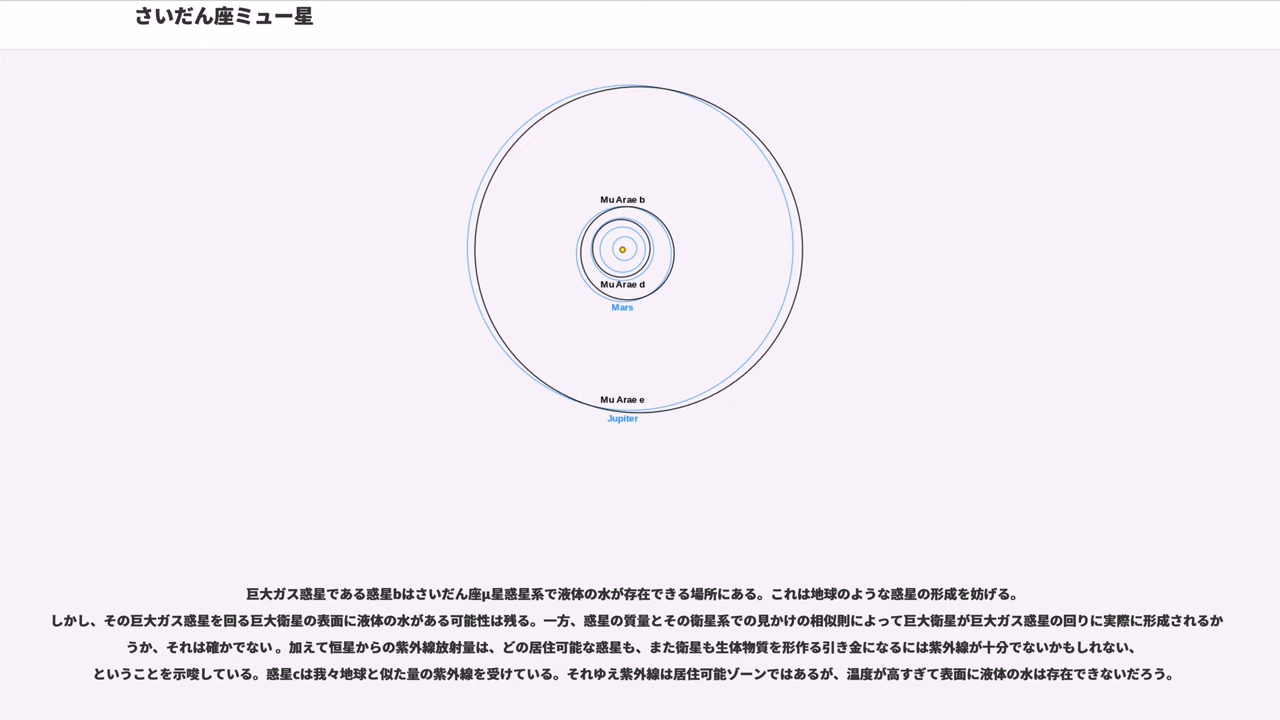 さいだん座ミュー星
Mu Arae b
Mu Arae d
Mars
Mu Arae e
Jupiter
巨大ガス惑星である惑星bはさいだん座μ星惑星系で液体の水が存在できる場所にある。これは地球のような惑星の形成を妨げる。
しかし、その巨大ガス惑星を回る巨大衛星の表面に液体の水がある可能性は残る。一方、惑星の質量とその衛星系での見かけの相似則によって巨大衛星が巨大ガス惑星の回りに実際に形成されるか
うか、それは確かでない 。加えて恒星からの紫外線放射量は、どの居住可能な惑星も、また衛星も生体物質を形作る引き金になるには紫外線が十分でないかもしれない、
ということを示唆している。惑星cは我々地球と似た量の紫外線を受けている。それゆえ紫外線は居住可能ゾーンではあるが、温度が高すぎて表面に液体の水は存在できないだろう。